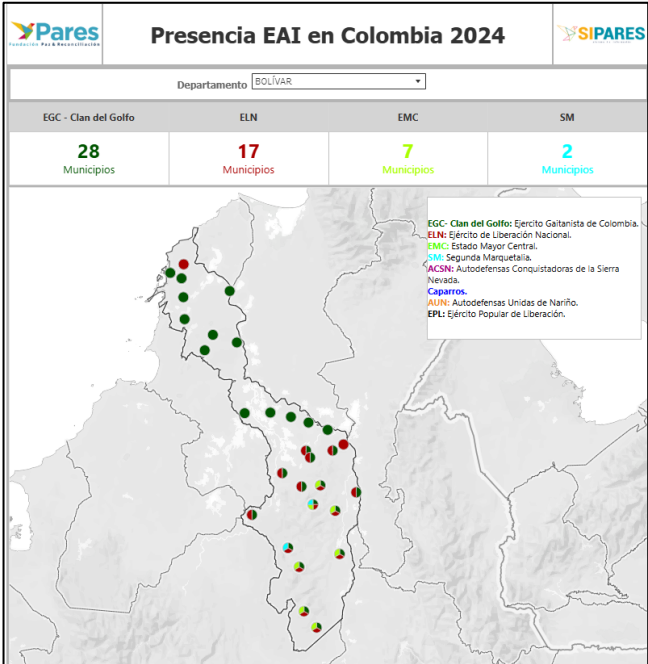 Pares
Fundación Paz & Reconciliación
Presencia EAI en Colombia 2024
SIPARES
Departamento BOLÍVAR
EGC - Clan del Golfo
ELN
EMC
SM
28
Municipios
17
Municipios
7
Municipios
2
Municipios
EGC- Clan del Golfo: Ejercito Gaitanista de Colombia.
ELN: Ejército de Liberación Nacional.
EMC: Estado Mayor Central.
SM: Segunda Marquetalia.
ACSN: Autodefensas Conquistadoras de la Sierra
Nevada.
Caparros.
AUN: Autodefensas Unidas de Nariño.
EPL: Ejército Popular de Liberación.